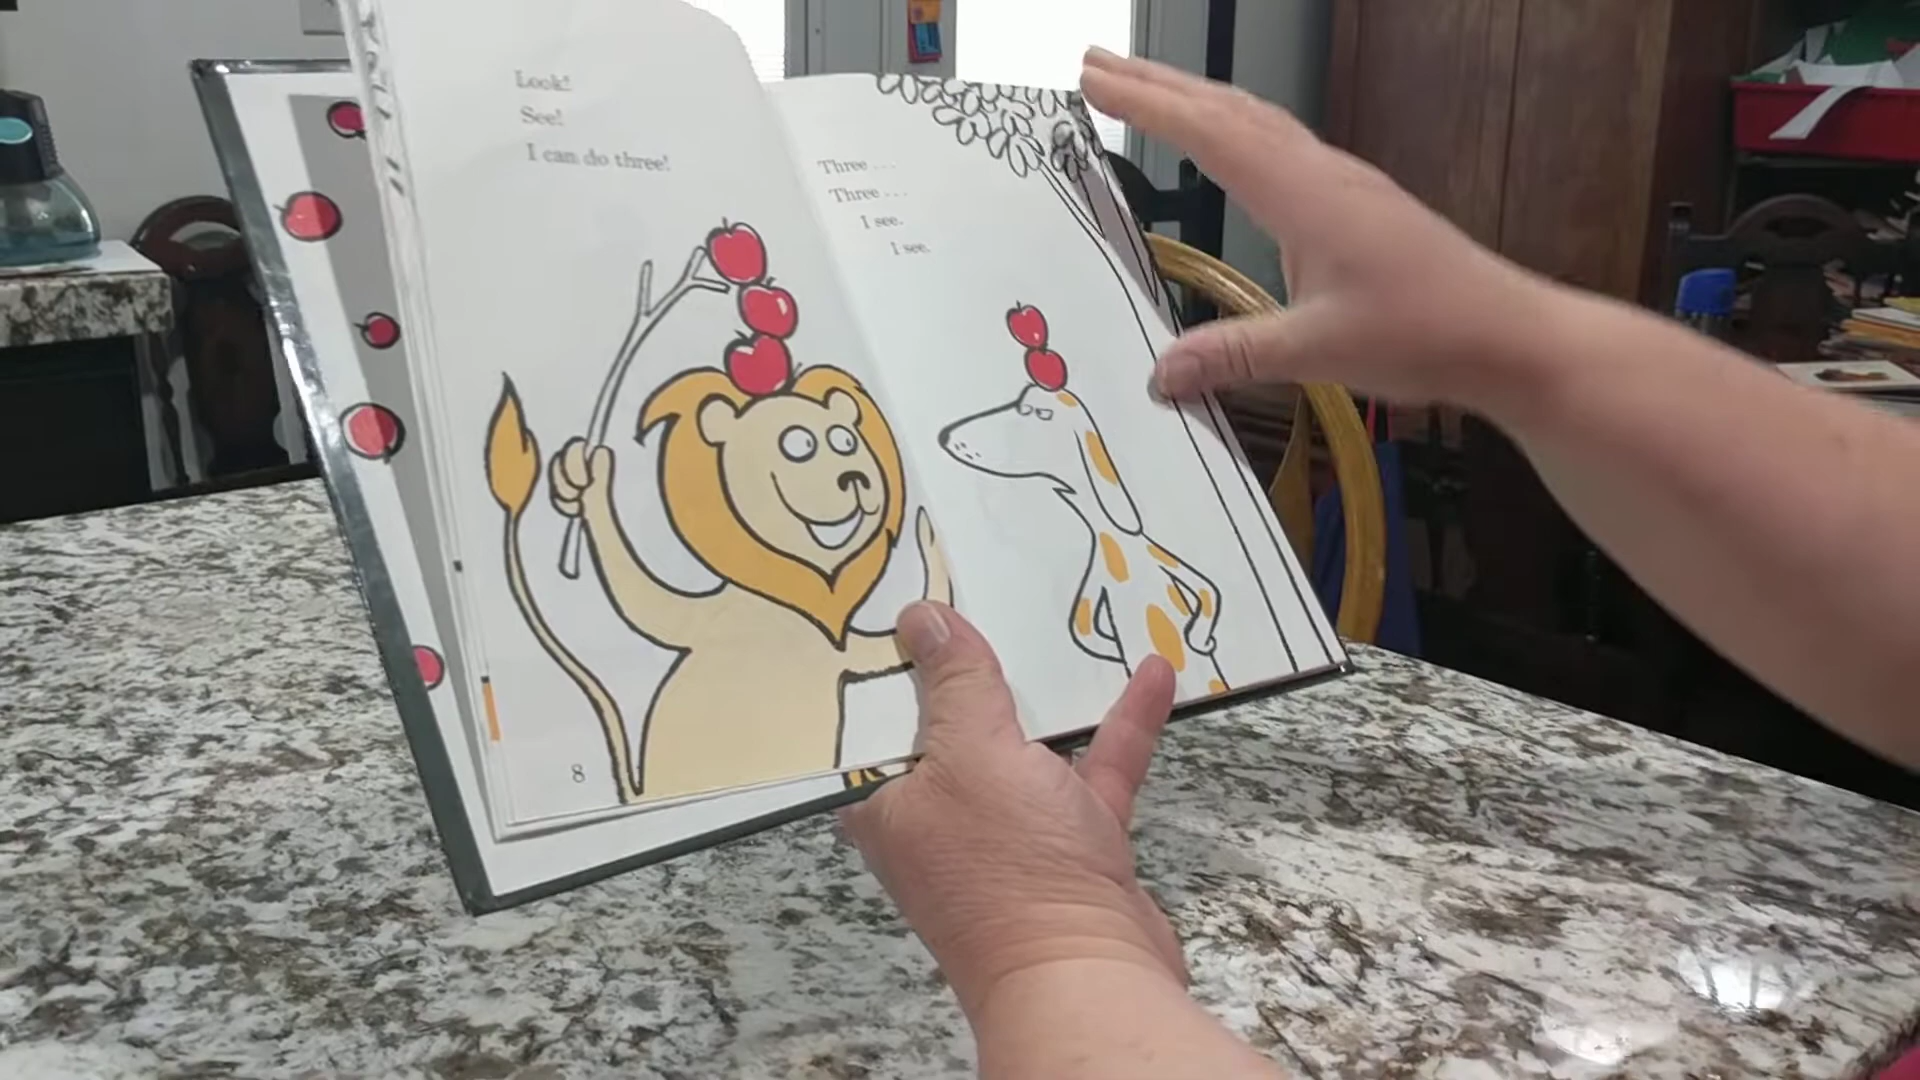 Look!
See!
I can do three!
8
Three . . .
Three . . .
I see.
I see.